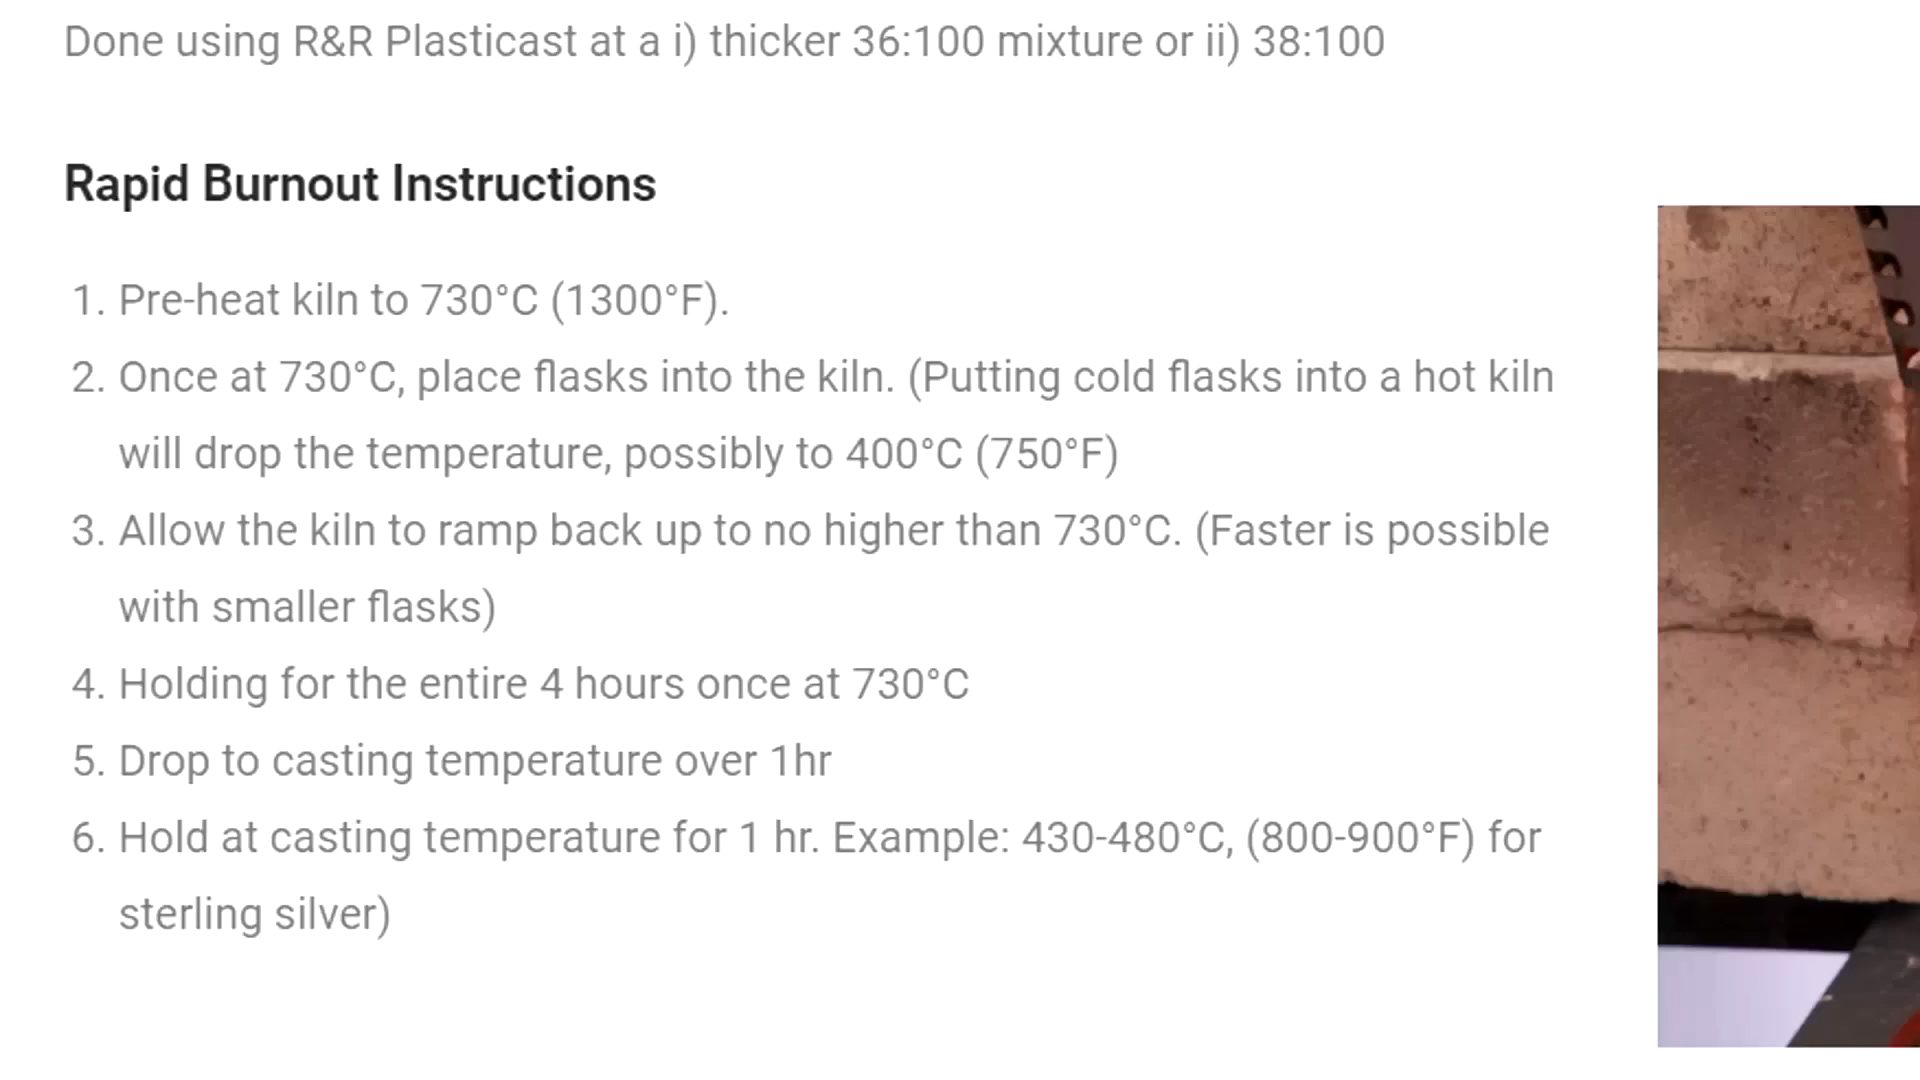 Done using R&R Plasticast at a i) thicker 36:100 mixture or ii) 38:100
Rapid Burnout Instructions
1. Pre-heat kiln to 730°C (1300°F).
2. Once at 730°C, place flasks into the kiln. (Putting cold flasks into a hot kiln
will drop the temperature, possibly to 400°C (750°F)
3. Allow the kiln to ramp back up to no higher than 730°C. (Faster is possible
with smaller flasks)
4. Holding for the entire 4 hours once at 730°C
5. Drop to casting temperature over 1hr
6. Hold at casting temperature for 1 hr. Example: 430-480°C, (800-900°F) for
sterling silver)